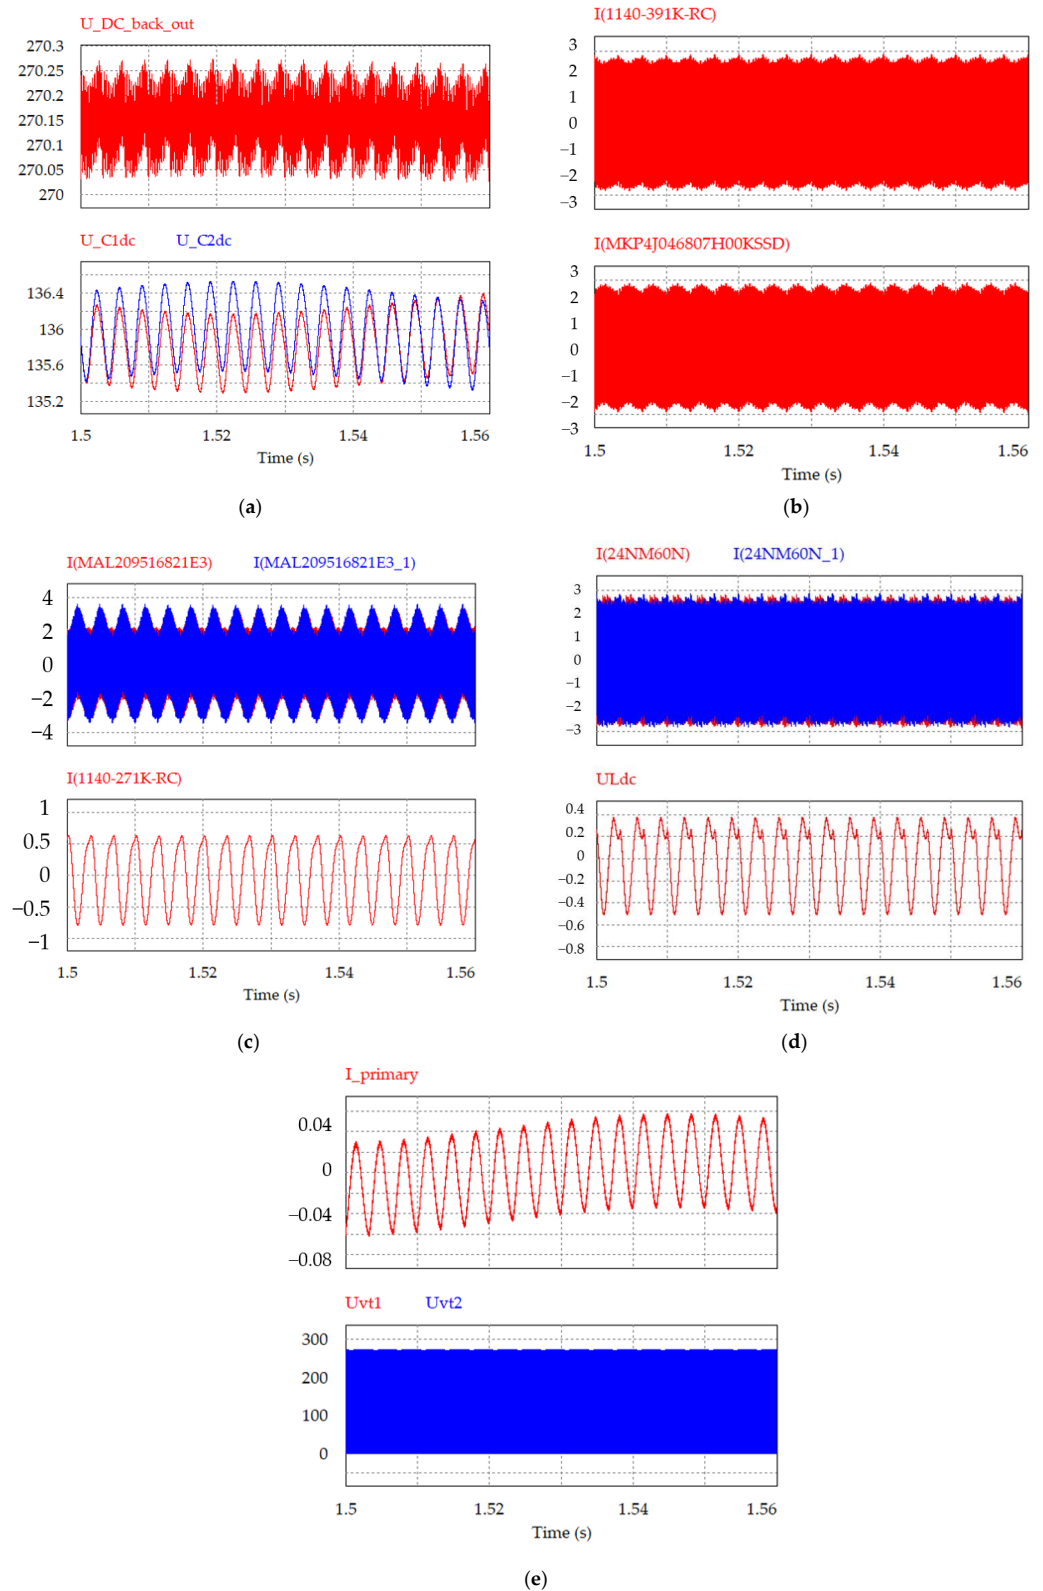 U_DC_back_out
270.3
270.25
270.2
270.15
270.1
270.05
270
U_C1dc U_C2dc
136.4
136
135.6
135.2
1.5 1.52 1.54 1.56
Time (s)
(a)
I(1140-391K-RC)
3
2
1
0
−1
−2
−3
I(MKP4J046807H00KSSD)
3
2
1
0
−1
−2
−3
1.5 1.52 1.54 1.56
Time (s)
(b)
I(MAL209516821E3) I(MAL209516821E3_1)
4
2
0
−2
−4
I(1140-271K-RC)
1
0.5
0
−0.5
−1
1.5 1.52 1.54 1.56
Time (s)
(c)
I(24NM60N) I(24NM60N_1)
3
2
1
0
−1
−2
−3
ULdc
0.4
0.2
0
−0.2
−0.4
−0.6
−0.8
1.5 1.52 1.54 1.56
Time (s)
(d)
I_primary
0.04
0
−0.04
−0.08
Uvt1 Uvt2
300
200
100
0
1.5 1.52 1.54 1.56
Time (s)
(e)